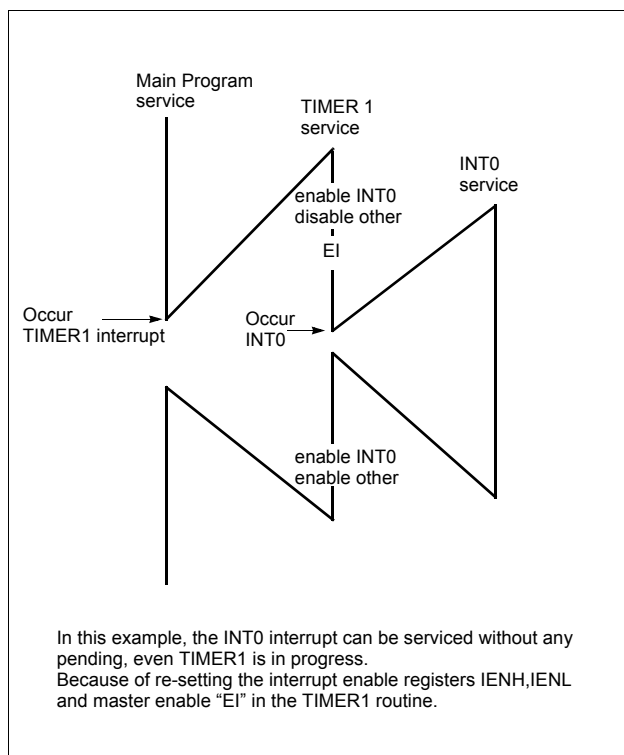 Main Program
service
TIMER 1
service
INT0
service
enable INT0
disable other
EI
Occur
TIMER1 interrupt
Occur
INT0
enable INT0
enable other
In this example, the INT0 interrupt can be serviced without any
pending, even TIMER1 is in progress.
Because of re-setting the interrupt enable registers IENH,IENL
and master enable “EI” in the TIMER1 routine.